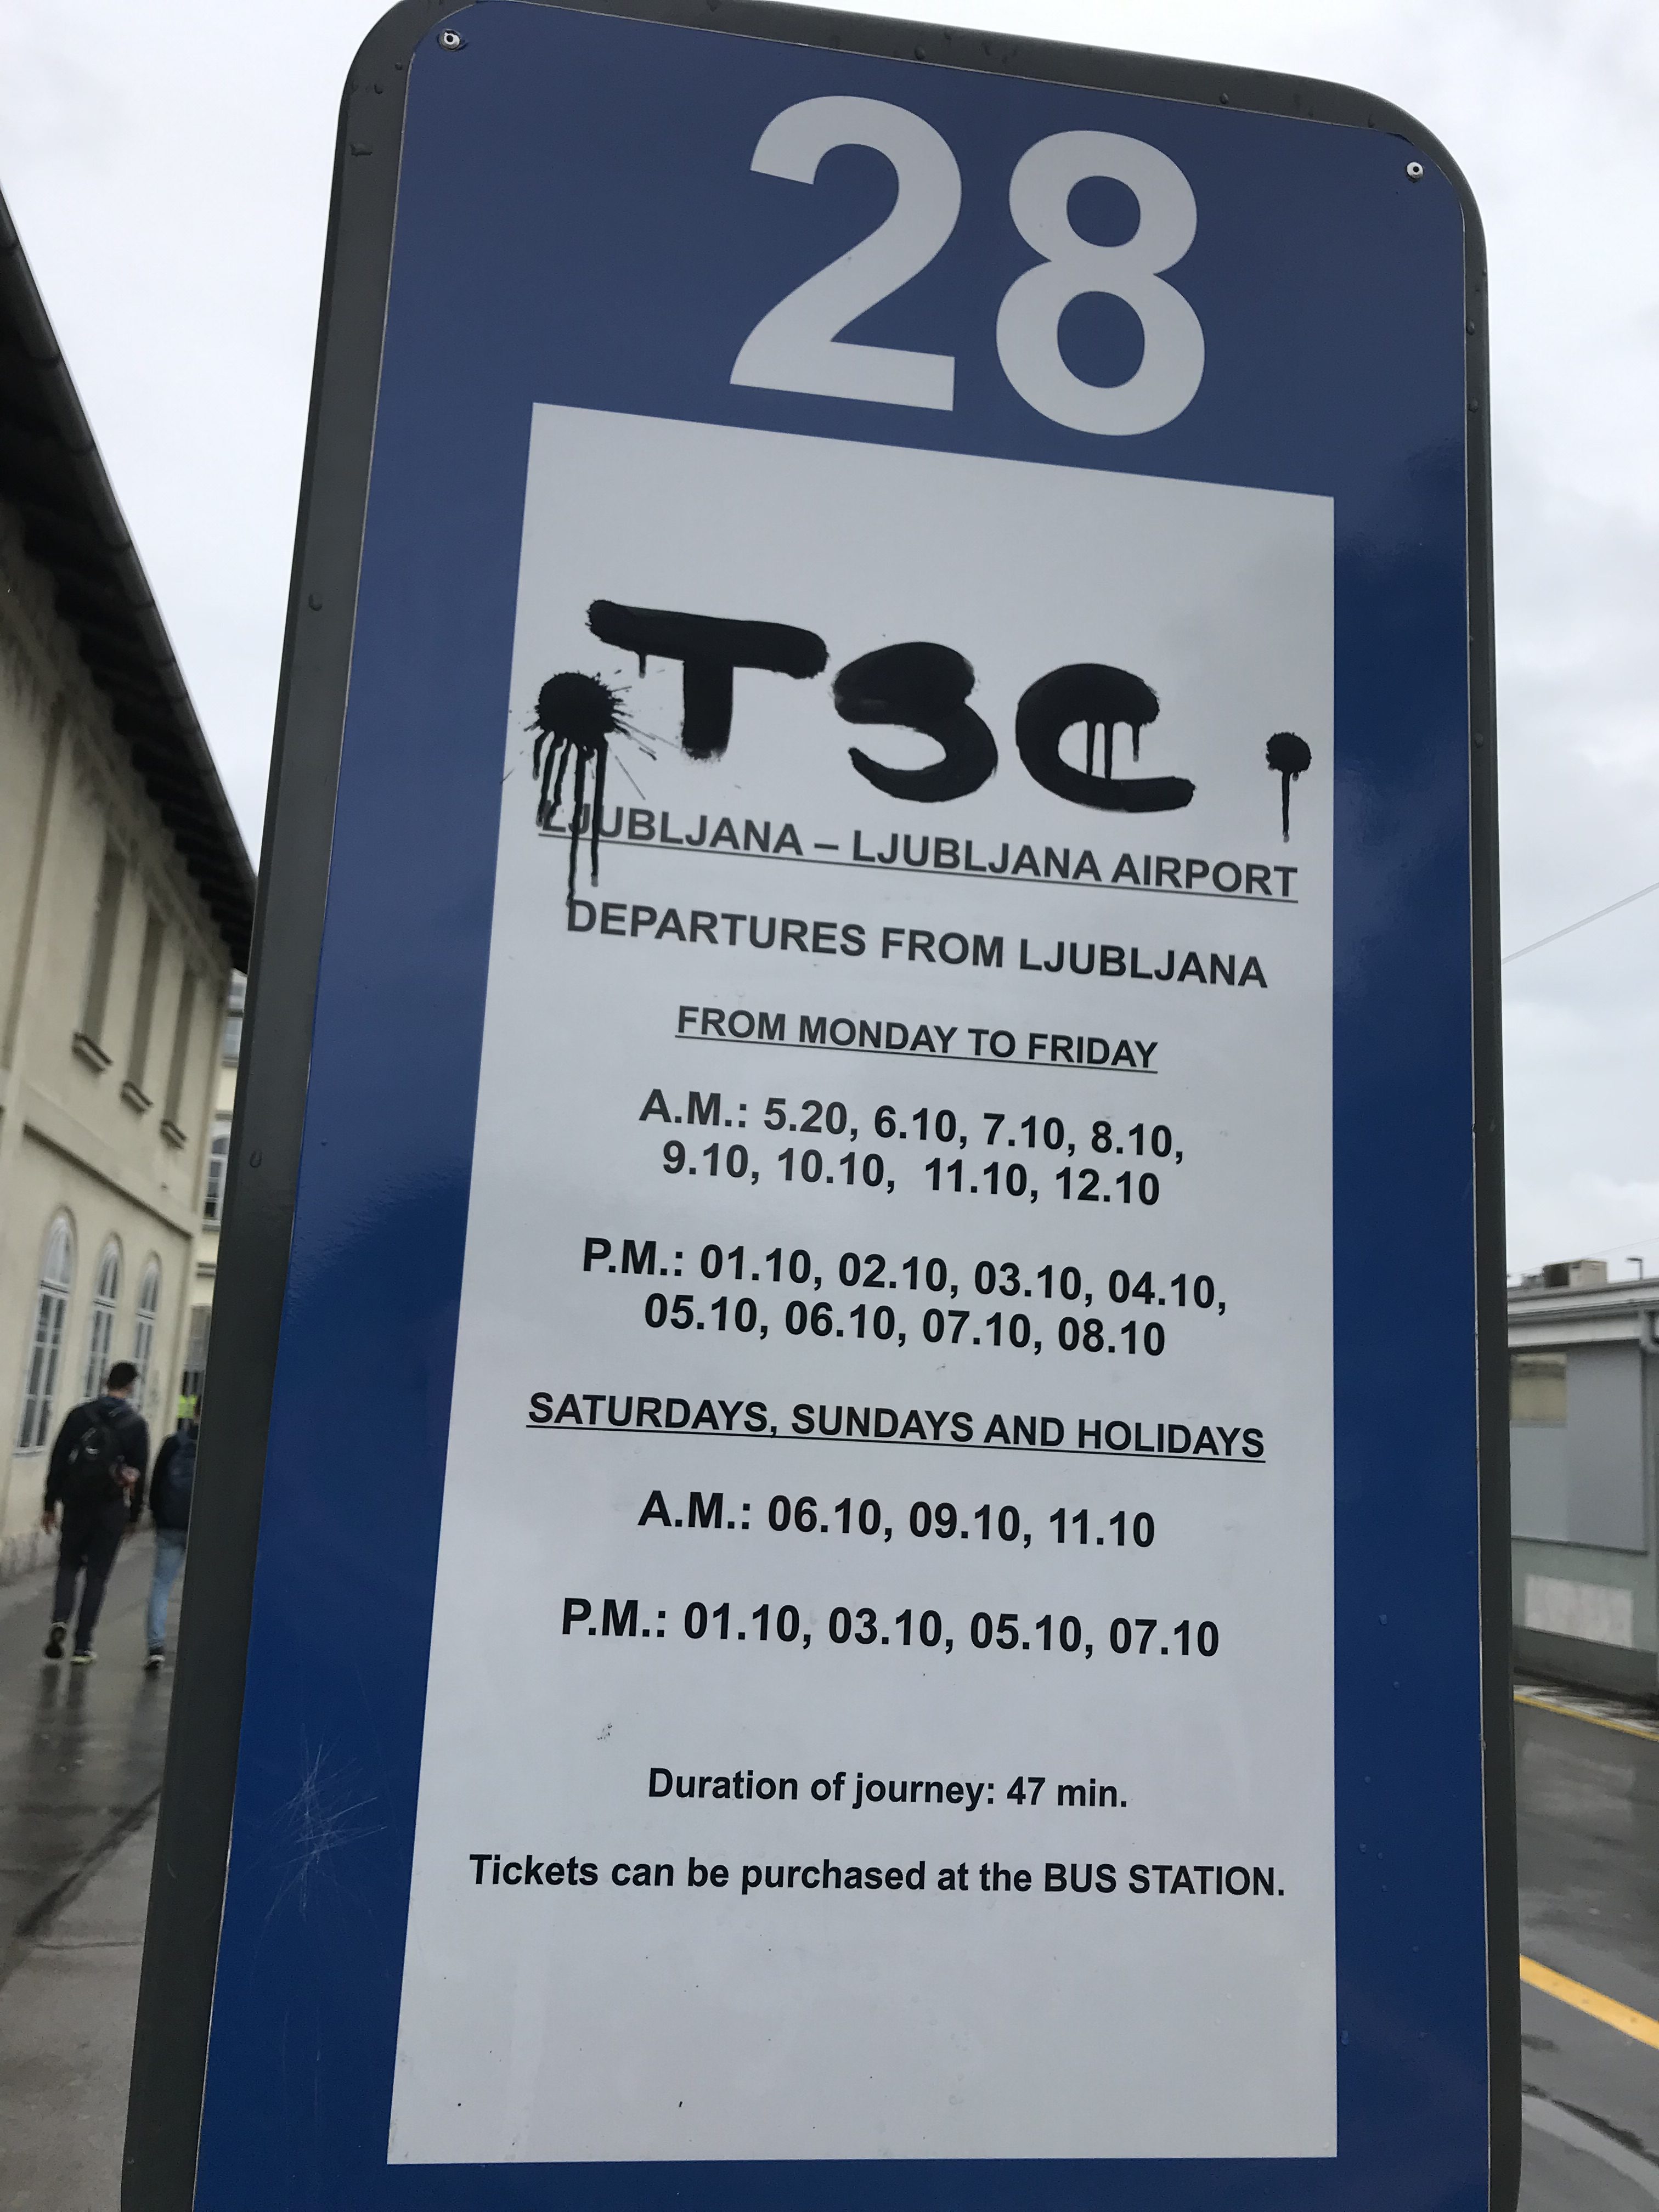 28
TSC
LJUBLJANA – LJUBLJANA AIRPORT
DEPARTURES FROM LJUBLJANA
FROM MONDAY TO FRIDAY
A.M.: 5.20, 6.10, 7.10, 8.10,
9.10, 10.10, 11.10, 12.10
P.M.: 01.10, 02.10, 03.10, 04.10,
05.10, 06.10, 07.10, 08.10
SATURDAYS, SUNDAYS AND HOLIDAYS
A.M.: 06.10, 09.10, 11.10
P.M.: 01.10, 03.10, 05.10, 07.10
Duration of journey: 47 min.
Tickets can be purchased at the BUS STATION.